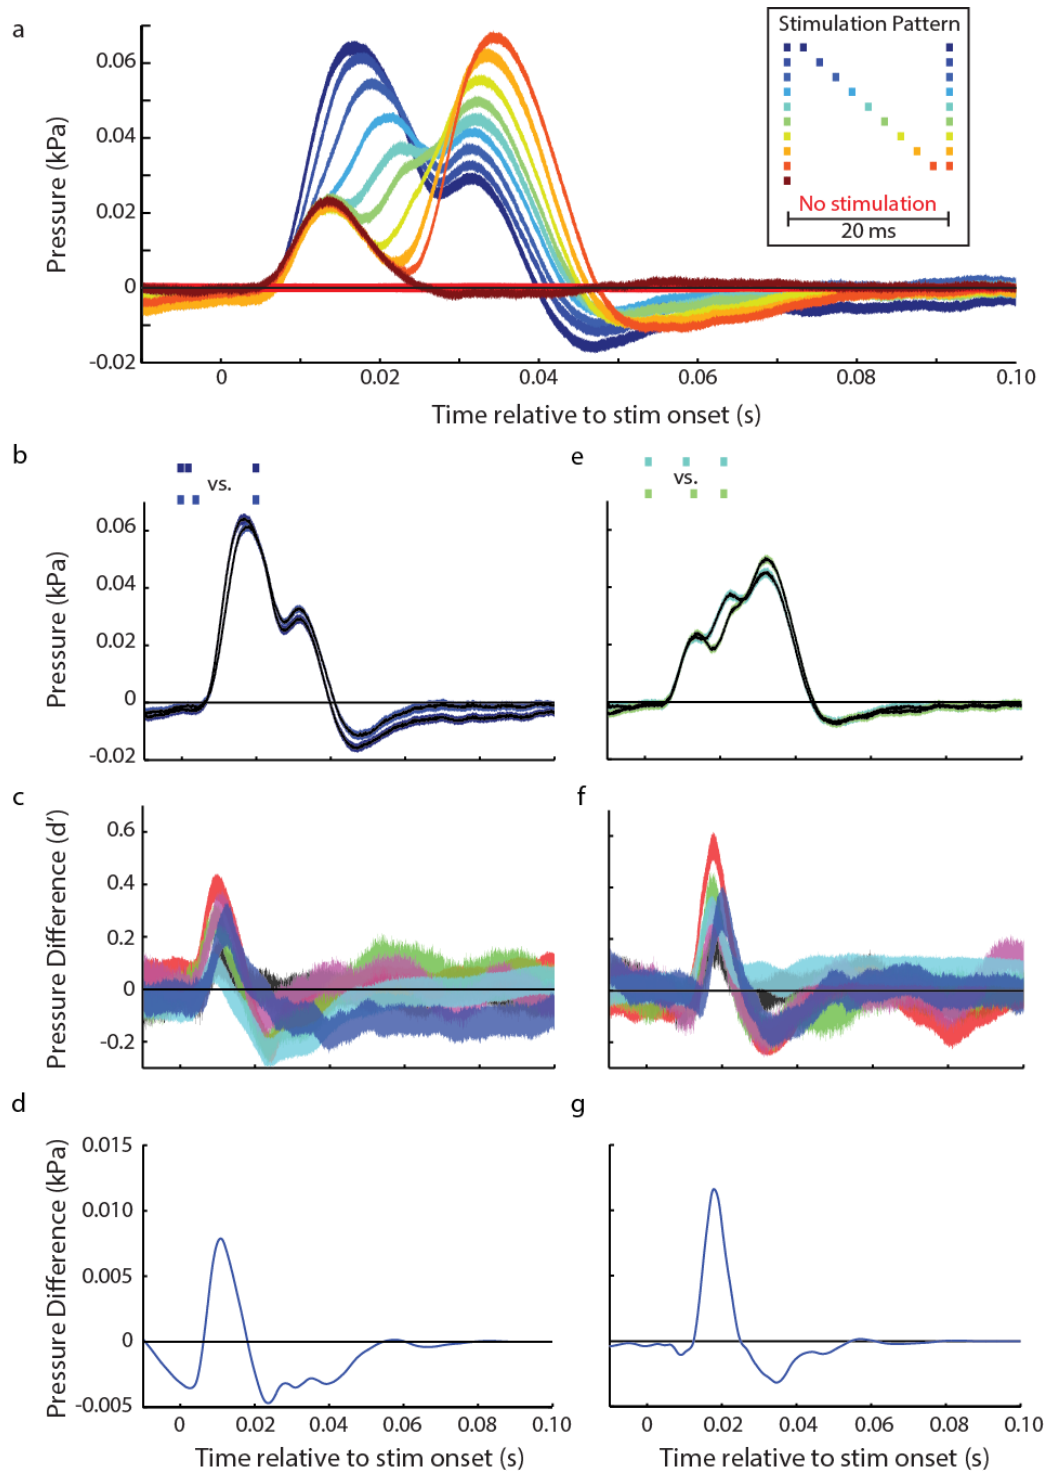 a
Stimulation Pattern
No stimulation
20 ms
Pressure (kPa)
0.06
0.04
0.02
0
-0.02
0
0.02
0.04
0.06
0.08
0.10
Time relative to stim onset (s)
b
vs.
Pressure (kPa)
0.06
0.04
0.02
0
-0.02
e
vs.
c
Pressure Difference (d′)
0.6
0.4
0.2
0
-0.2
f
d
Pressure Difference (kPa)
0.015
0.010
0.005
0
-0.005
0
0.02
0.04
0.06
0.08
0.10
Time relative to stim onset (s)
g
0
0.02
0.04
0.06
0.08
0.10
Time relative to stim onset (s)